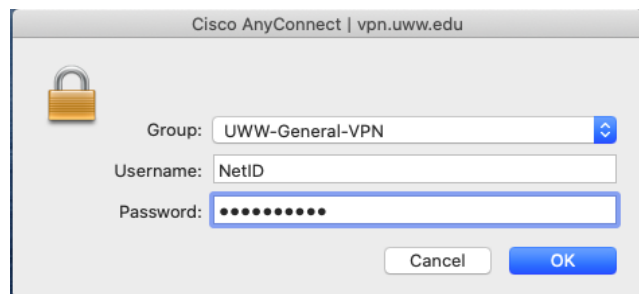 Cisco AnyConnect | vpn.uww.edu
Group: UWW-General-VPN
Username: NetID
Password: ●●●●●●●●●●
Cancel OK